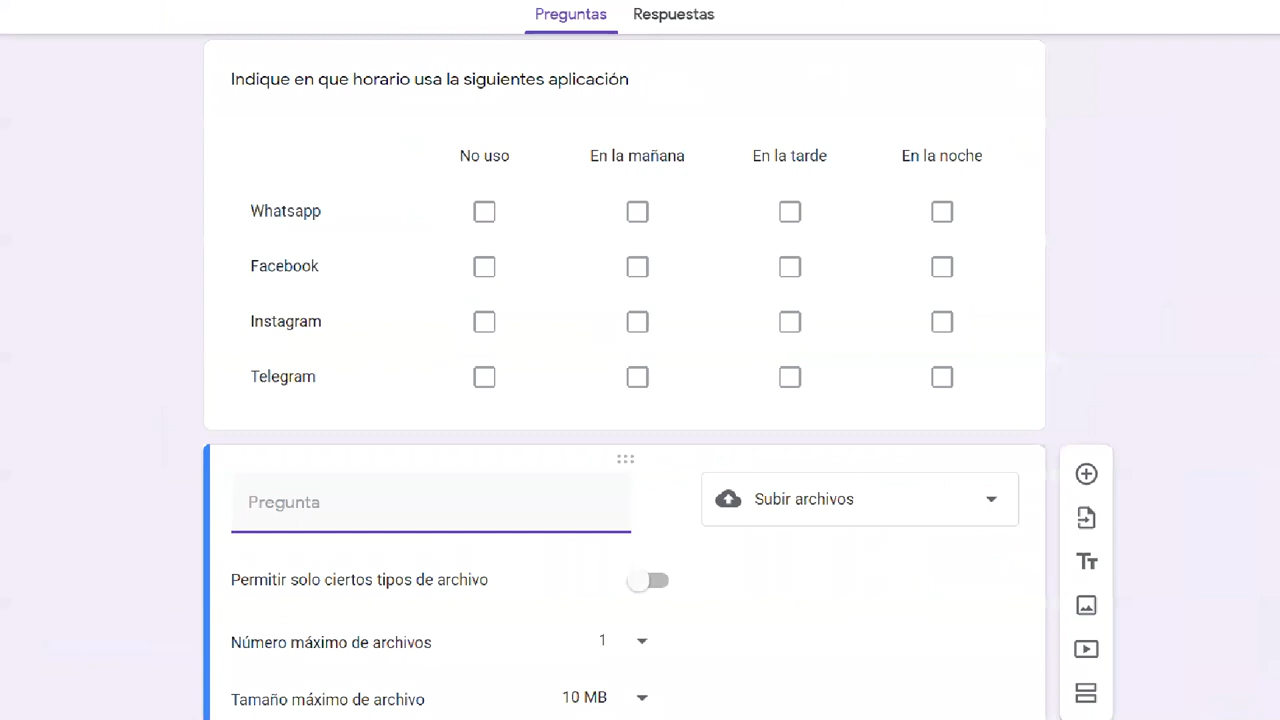 Preguntas Respuestas
Indique en que horario usa la siguientes aplicación
No uso En la mañana En la tarde En la noche
Whatsapp
Facebook
Instagram
Telegram
Pregunta
Subir archivos
Permitir solo ciertos tipos de archivo
Número máximo de archivos 1
Tamaño máximo de archivo 10 MB
Tт